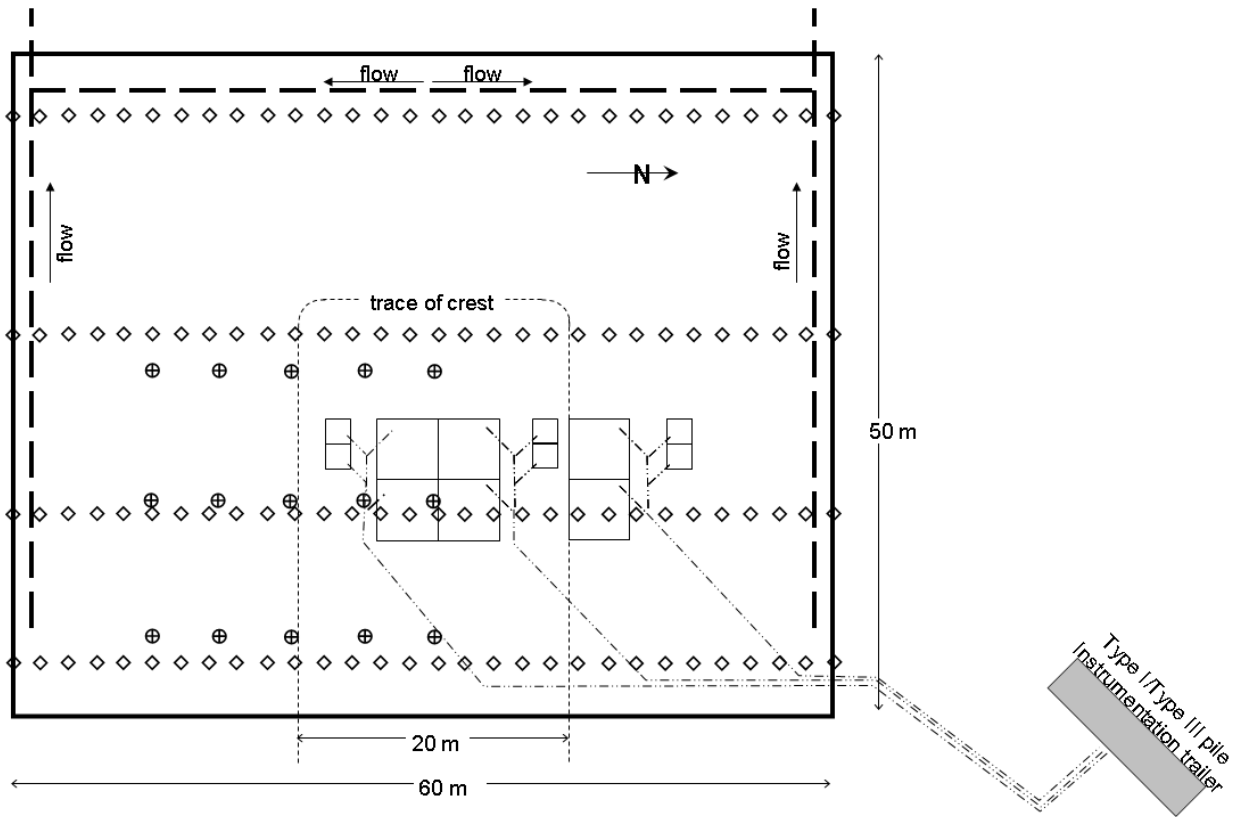 flow
flow
N
flow
flow
trace of crest
50 m
Type I/Type III pile
Instrumentation trailer
20 m
60 m